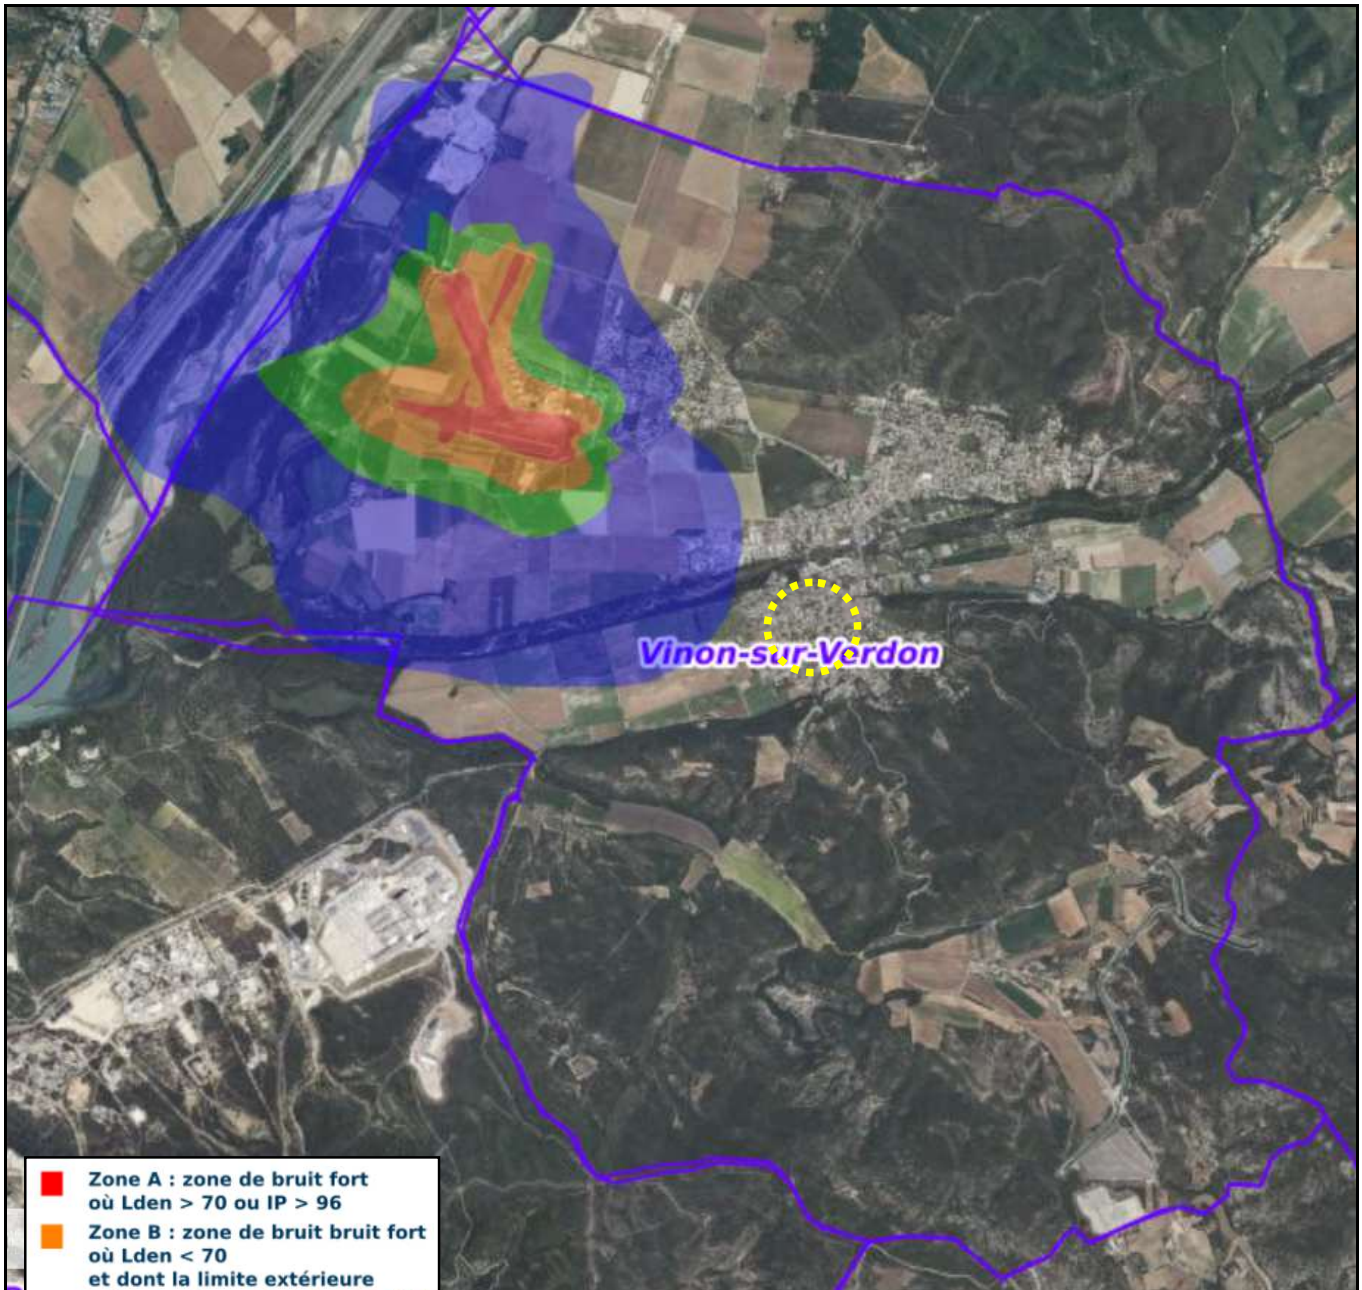 Vinon-sur-Verdon
Zone A : zone de bruit fort
où Lden > 70 ou IP > 96
Zone B : zone de bruit bruit fort
où Lden < 70
et dont la limite extérieure